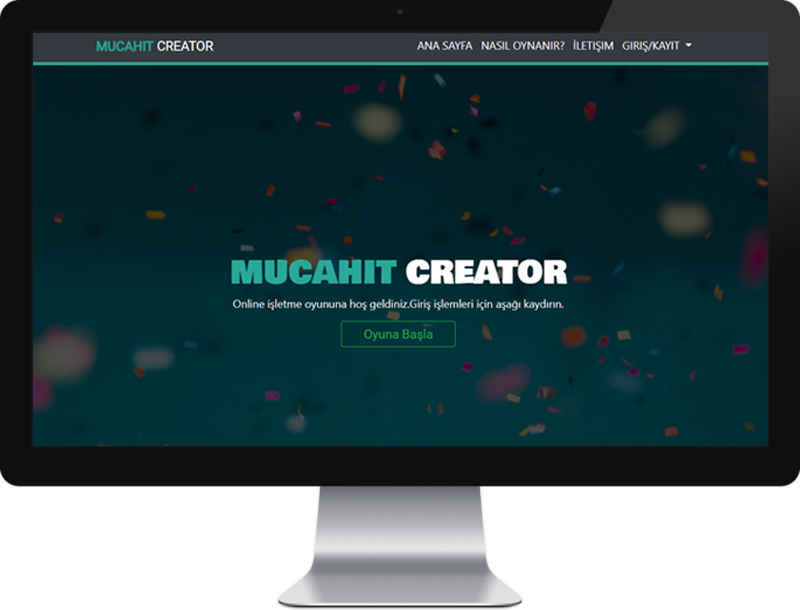 MUCAHIT CREATOR ANA SAYFA NASIL OYNANIR? İLETİŞİM GIRIŞ/KAYIT
MUCAHIT CREATOR
Online işletme oyununa hoş geldiniz.Giriş işlemleri için aşağı kaydırın.
Oyuna Başla